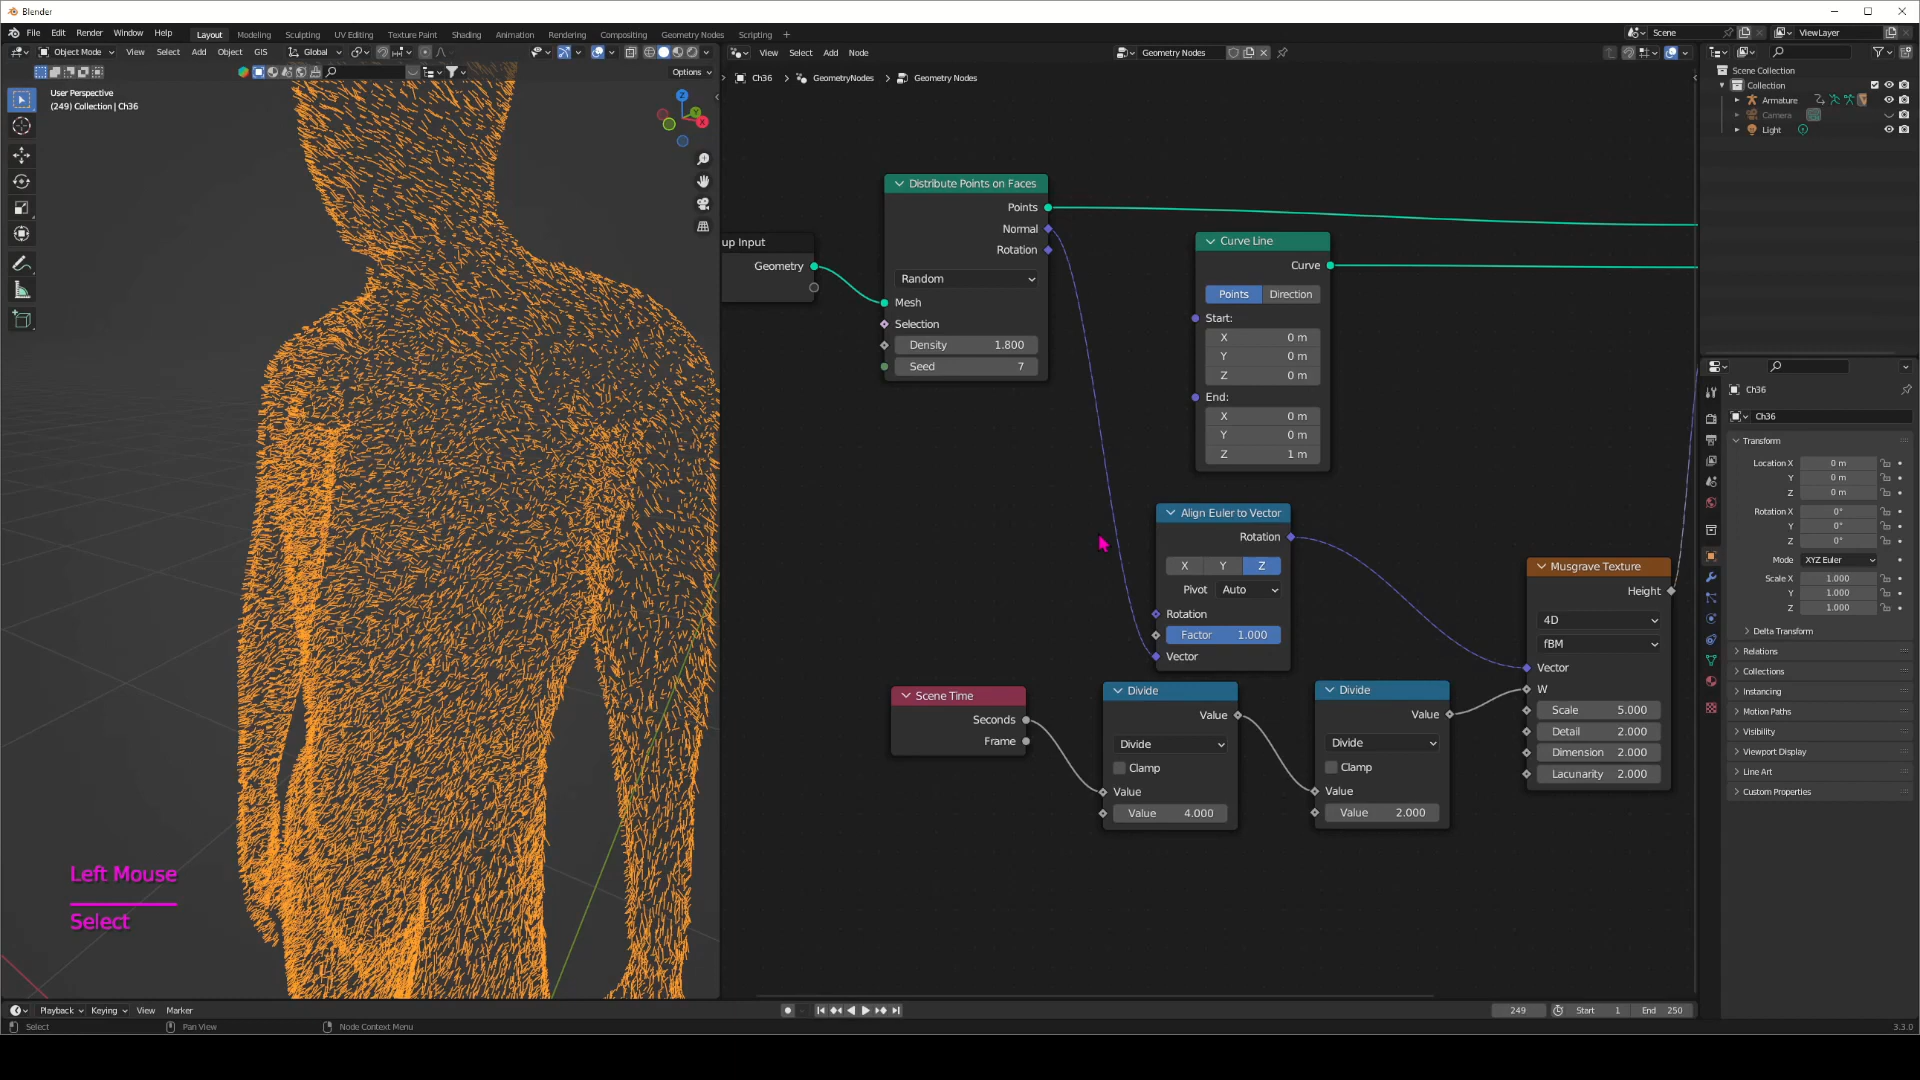 Blender
File Edit Render Window Help Layout Modeling Sculpting UV Editing Texture Paint Shading Animation Rendering Compositing Geometry Nodes Scripting + Scene ViewLayer
Object Mode View Select Add Object GIS Global View Select Add Node Geometry Nodes
Options Ch36 GeometryNodes Geometry Nodes
User Perspective
(249) Collection | Ch36
Scene Collection
Collection
Armature
Camera
Light
Distribute Points on Faces
Points
Normal
Rotation
Random
Mesh
Selection
Density 1.800
Seed 7
up Input
Geometry
Curve Line
Curve
Points Direction
Start:
X 0 m
Y 0 m
Z 0 m
End:
X 0 m
Y 0 m
Z 1 m
Align Euler to Vector
Rotation
X Y Z
Pivot Auto
Rotation
Factor 1.000
Vector
Scene Time
Seconds
Frame
Divide
Value
Divide
Clamp
Value
Value 4.000
Divide
Value
Divide
Clamp
Value
Value 2.000
Musgrave Texture
Height
4D
fBM
Vector
W
Scale 5.000
Detail 2.000
Dimension 2.000
Lacunarity 2.000
Ch36
Ch36
Transform
Location X 0 m
Y 0 m
Z 0 m
Rotation X 0°
Y 0°
Z 0°
Mode XYZ Euler
Scale X 1.000
Y 1.000
Z 1.000
Delta Transform
Relations
Collections
Instancing
Motion Paths
Visibility
Viewport Display
Line Art
Custom Properties
Left Mouse
Select
Playback Keying View Marker 249 Start 1 End 250
Select Pan View Node Context Menu 3.3.0